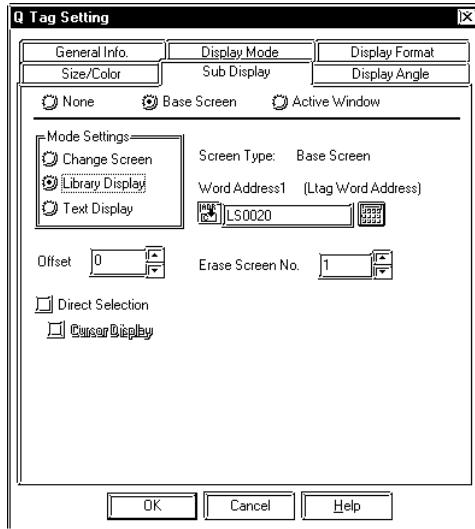 Q Tag Setting
General Info. Display Mode Display Format
Size/Color Sub Display Display Angle
None Base Screen Active Window
Mode Settings
Change Screen
Library Display
Text Display
Screen Type: Base Screen
Word Address1 (Ltag Word Address)
LS0020
Offset 0 Erase Screen No. 1
Direct Selection
Cursor Display
OK Cancel Help